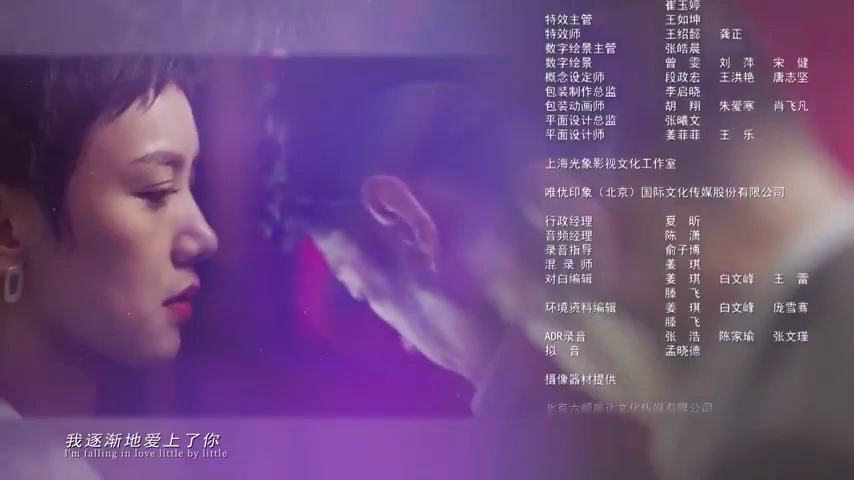 崔玉婷
特效主管 王如坤
特效师 王绍懿 龚正
数字绘景主管 张皓晨
数字绘景 曾雯 刘萍 宋健
概念设定师 段政宏 王洪艳 唐志坚
包装制作总监 李启晓
包装动画师 胡翔 朱爱寒 肖飞凡
平面设计总监 张曦文
平面设计师 姜菲菲 王乐
上海光象影视文化工作室
唯优印象（北京）国际文化传媒股份有限公司
行政经理 夏昕
音频经理 陈潇
录音指导 俞子博
混录师 姜琪
对白编辑 姜琪 白文峰 王蕾
滕飞
环境资料编辑 姜琪 白文峰 庞雪骞
滕飞
ADR录音 张浩 陈家瑜 张文瑾
拟音 孟晓德
摄像器材提供
我逐渐地爱上了你
I'm falling in love little by little